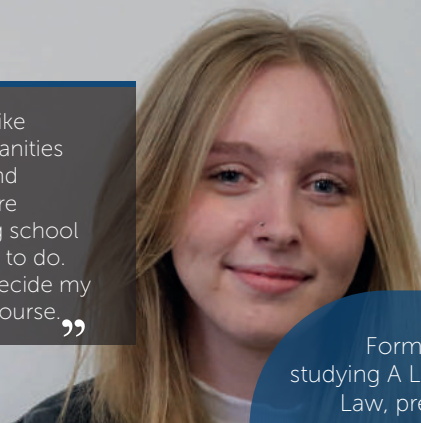 ike
anities
nd
re
g school
to do.
ecide my
ourse.”
Form
studying A L
Law, pre